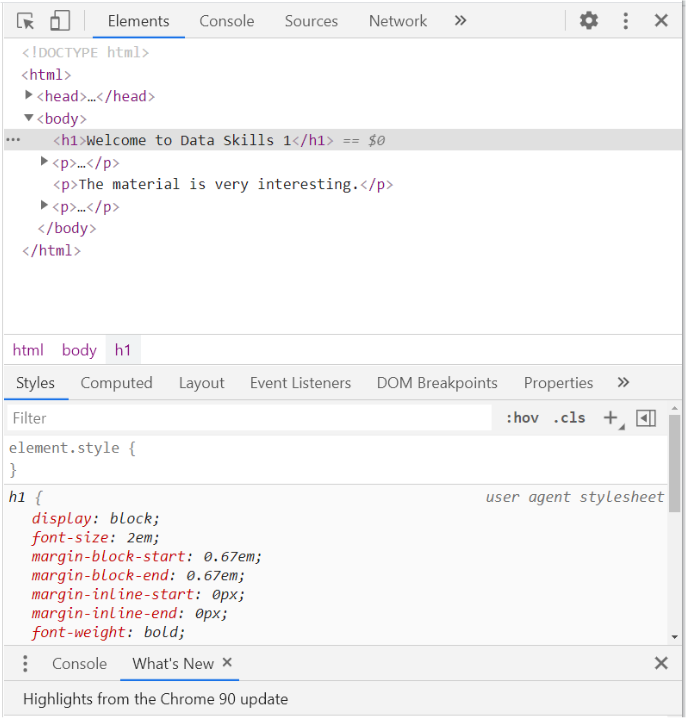 Elements Console Sources Network »
<!DOCTYPE html>
<html>
<head>…</head>
<body>
<h1>Welcome to Data Skills 1</h1> == $0
<p>…</p>
<p>The material is very interesting.</p>
<p>…</p>
</body>
</html>
html body h1
Styles Computed Layout Event Listeners DOM Breakpoints Properties »
Filter :hov .cls +
element.style {
}
h1 { user agent stylesheet
display: block;
font-size: 2em;
margin-block-start: 0.67em;
margin-block-end: 0.67em;
margin-inline-start: 0px;
margin-inline-end: 0px;
font-weight: bold;
Console What's New ×
Highlights from the Chrome 90 update